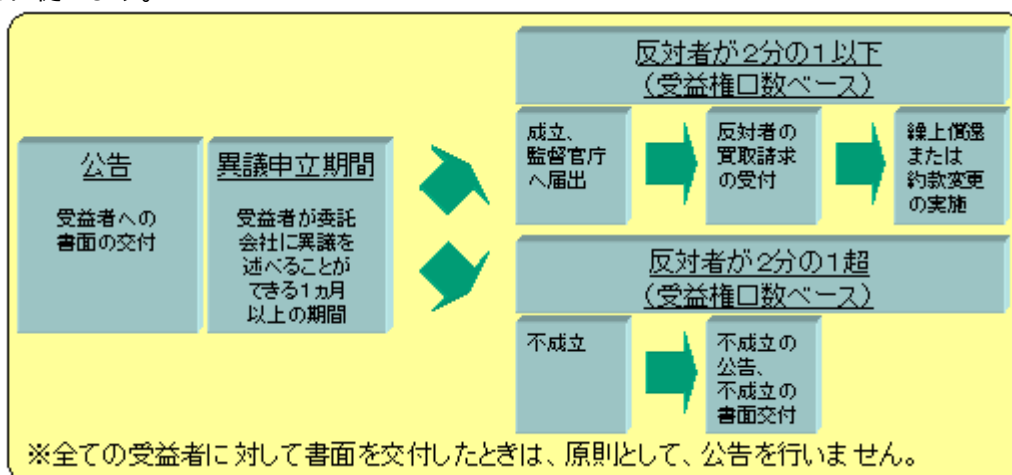 公告
受益者への
書面の交付
異議申立期間
受益者が委託
会社に異議を
述べることが
できる1ヵ月
以上の期間
反対者が2分の1以下
(受益権口数ベース)
成立、
監督官庁
へ届出
反対者の
買取請求
の受付
繰上償還
または
約款変更
の実施
反対者が2分の1超
(受益権口数ベース)
不成立
不成立の
公告、
不成立の
書面交付
※全ての受益者に対して書面を交付したときは、原則として、公告を行いません。